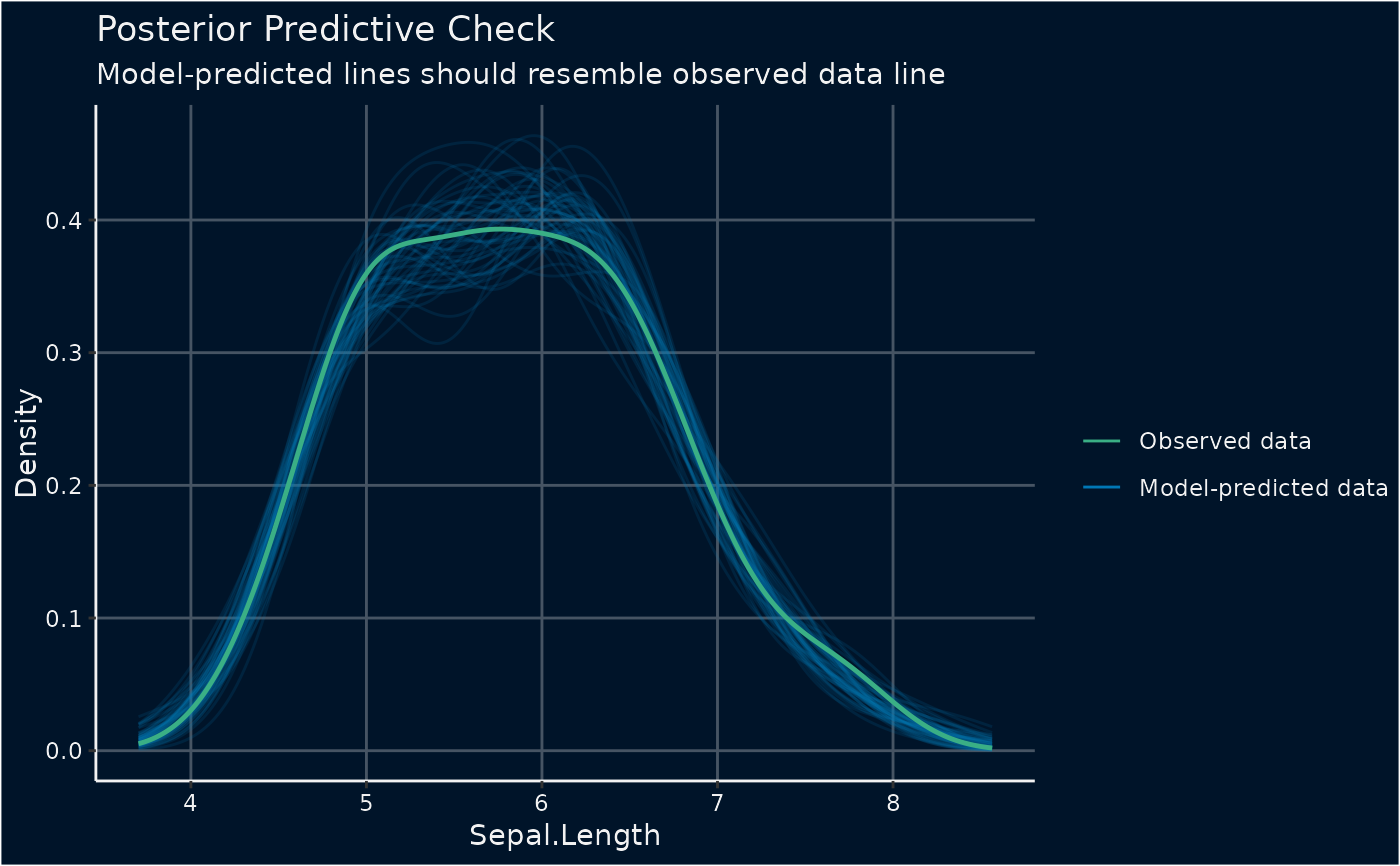 Posterior Predictive Check
Model-predicted lines should resemble observed data line
0.4
0.3
0.2
0.1
0.0
Density
4 5 6 7 8
Sepal.Length
Observed data
Model-predicted data